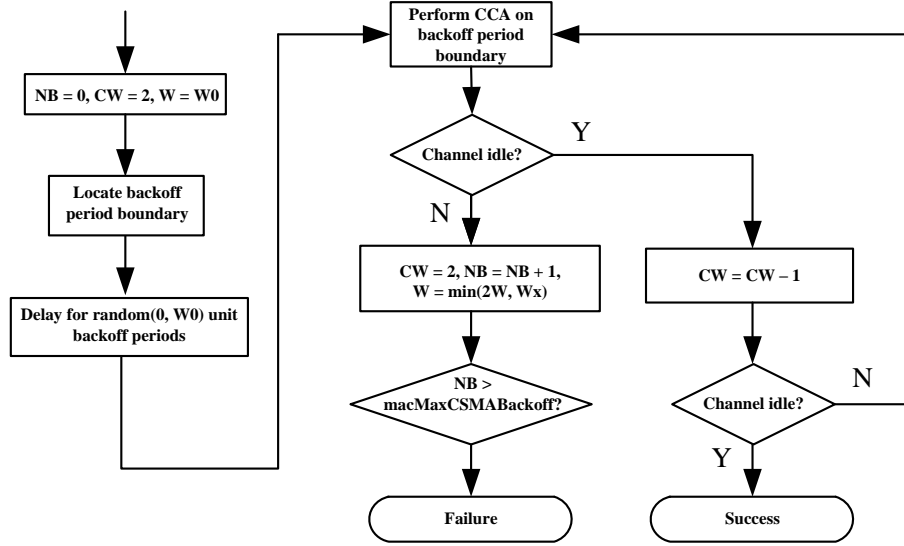 NB = 0, CW = 2, W = W0
Locate backoff
period boundary
Delay for random(0, W0) unit
backoff periods
Perform CCA on
backoff period
boundary
Channel idle?
Y
N
CW = 2, NB = NB + 1,
W = min(2W, Wx)
NB >
macMaxCSMABackoff?
Failure
CW = CW – 1
Channel idle?
N
Y
Success